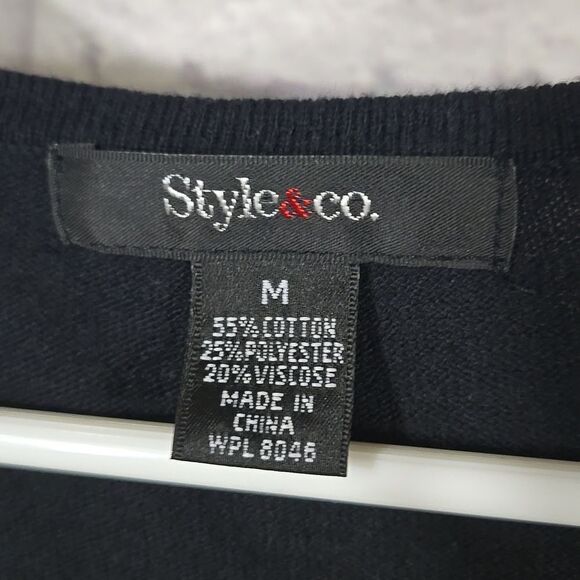 Style&co.
M
55%COTTON
25%POLYESTER
20%VISCOSE
MADE IN
CHINA
WPL 8046